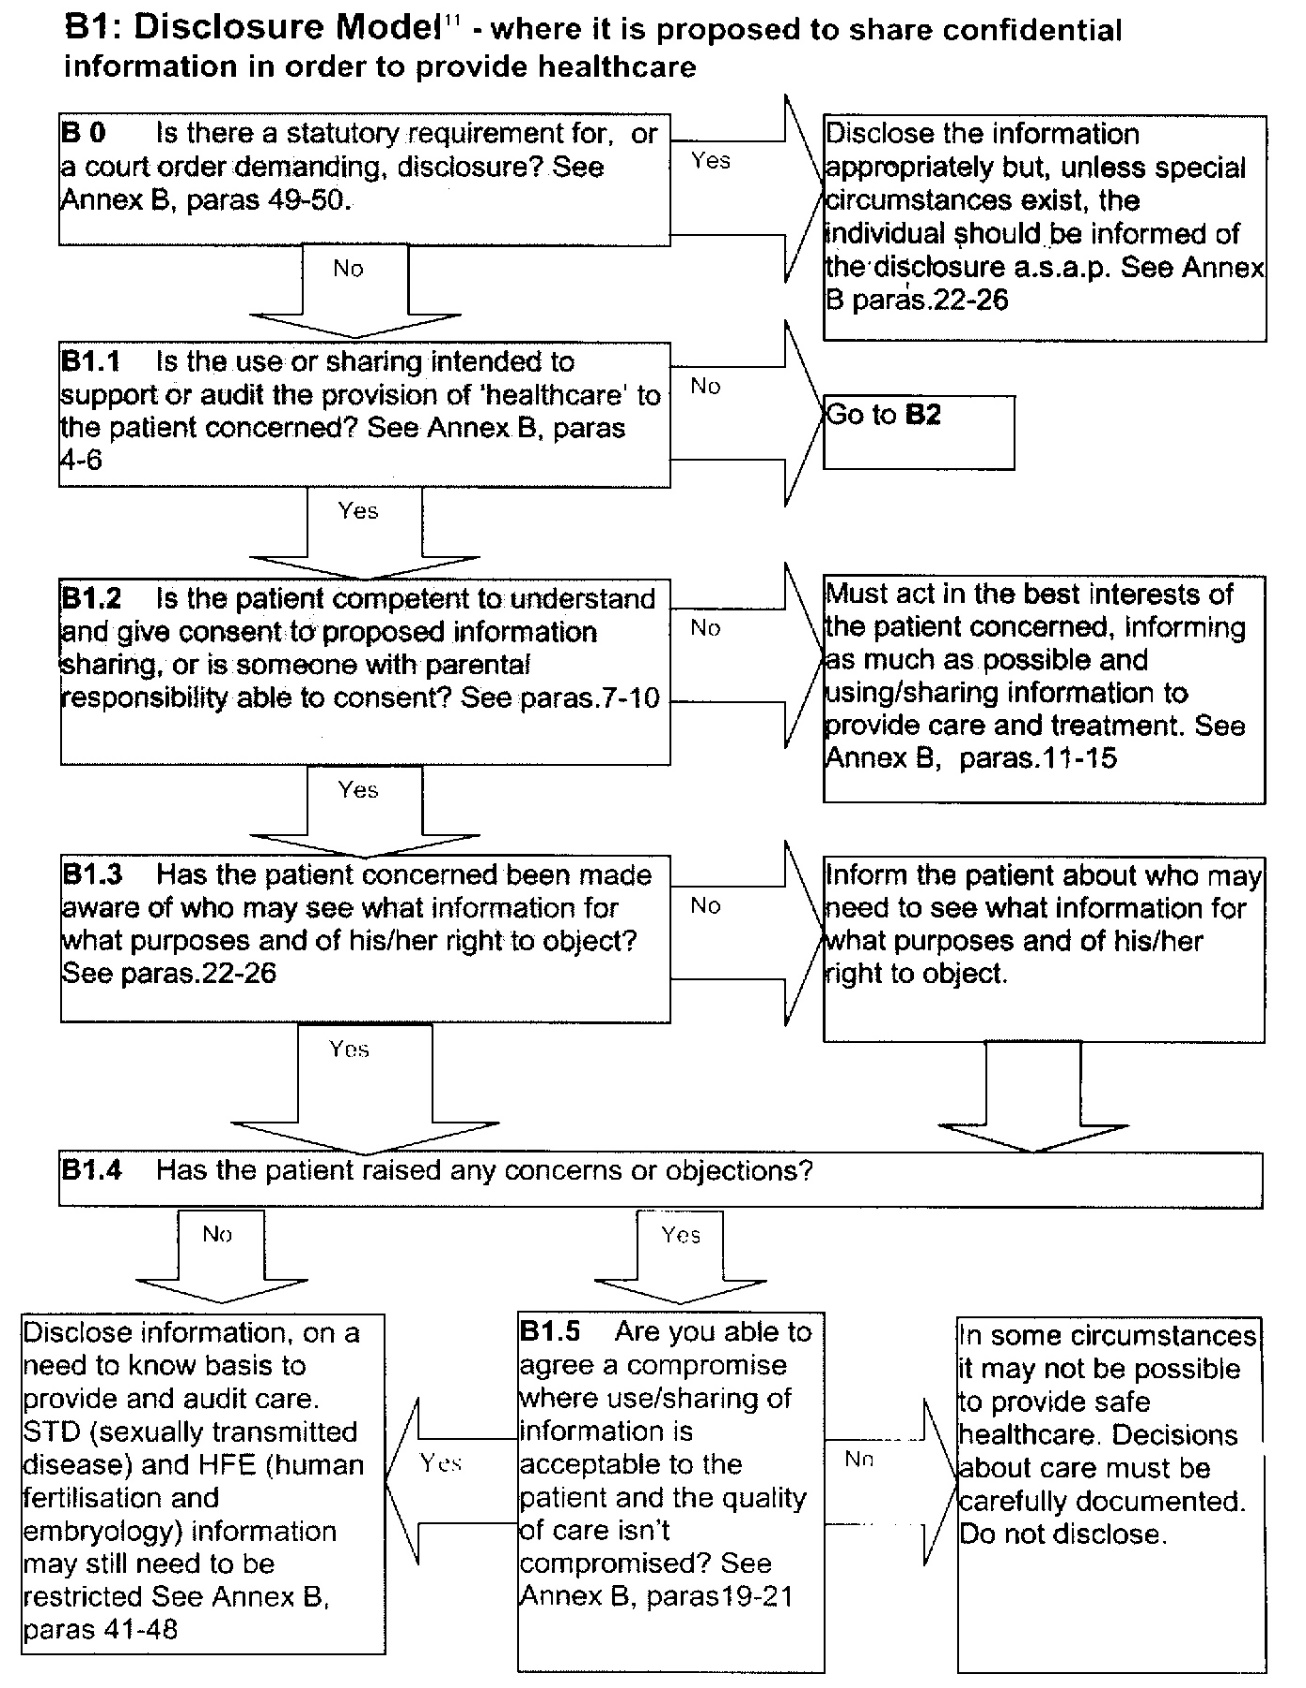 B1: Disclosure Model¹¹ - where it is proposed to share confidential
information in order to provide healthcare
B 0 Is there a statutory requirement for, or
a court order demanding, disclosure? See
Annex B, paras 49-50.
Yes
Disclose the information
appropriately but, unless special
circumstances exist, the
individual should be informed of
the disclosure a.s.a.p. See Annex
B paras.22-26
No
B1.1 Is the use or sharing intended to
support or audit the provision of 'healthcare' to
the patient concerned? See Annex B, paras
4-6
No
Go to B2
Yes
B1.2 Is the patient competent to understand
and give consent to proposed information
sharing, or is someone with parental
responsibility able to consent? See paras.7-10
No
Must act in the best interests of
the patient concerned, informing
as much as possible and
using/sharing information to
provide care and treatment. See
Annex B, paras.11-15
Yes
B1.3 Has the patient concerned been made
aware of who may see what information for
what purposes and of his/her right to object?
See paras.22-26
No
Inform the patient about who may
need to see what information for
what purposes and of his/her
right to object.
Yes
B1.4 Has the patient raised any concerns or objections?
No
Yes
Disclose information, on a
need to know basis to
provide and audit care.
STD (sexually transmitted
disease) and HFE (human
fertilisation and
embryology) information
may still need to be
restricted See Annex B,
paras 41-48
Yes
B1.5 Are you able to
agree a compromise
where use/sharing of
information is
acceptable to the
patient and the quality
of care isn't
compromised? See
Annex B, paras19-21
No
In some circumstances
it may not be possible
to provide safe
healthcare. Decisions
about care must be
carefully documented.
Do not disclose.